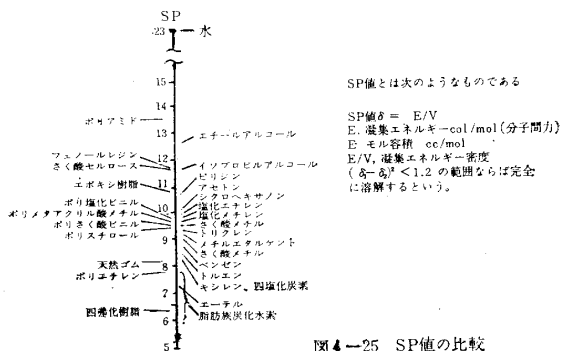 SP
23 水
15
14
13
12
11
10
9
8
7
6
5
ポリアミド
フェノールレジン
さく酸セルロース
エポキシ樹脂
ポリ塩化ビニル
ポリメタアクリル酸メチル
ポリさく酸ビニル
ポリスチロール
天然ゴム
ポリエチレン
四弗化樹脂
エチールアルコール
イソプロピルアルコール
ピリジン
アセトン
シクロヘキサノン
塩化エチレン
塩化メチレン
さく酸メチル
トリクレン
メチルエタルケント
さく酸メチル
ベンゼン
トルエン
キシレン、四塩化炭素
エーテル
脂肪族炭化水素
SP値とは次のようなものである
SP値δ = E/V
E. 凝集エネルギーcal/mol(分子間力)
E: モル容積 cc/mol
E/V, 凝集エネルギー密度
(δ₁-δ₂)² <1.2 の範囲ならば完全
に溶解するという。
図4-25 SP値の比較